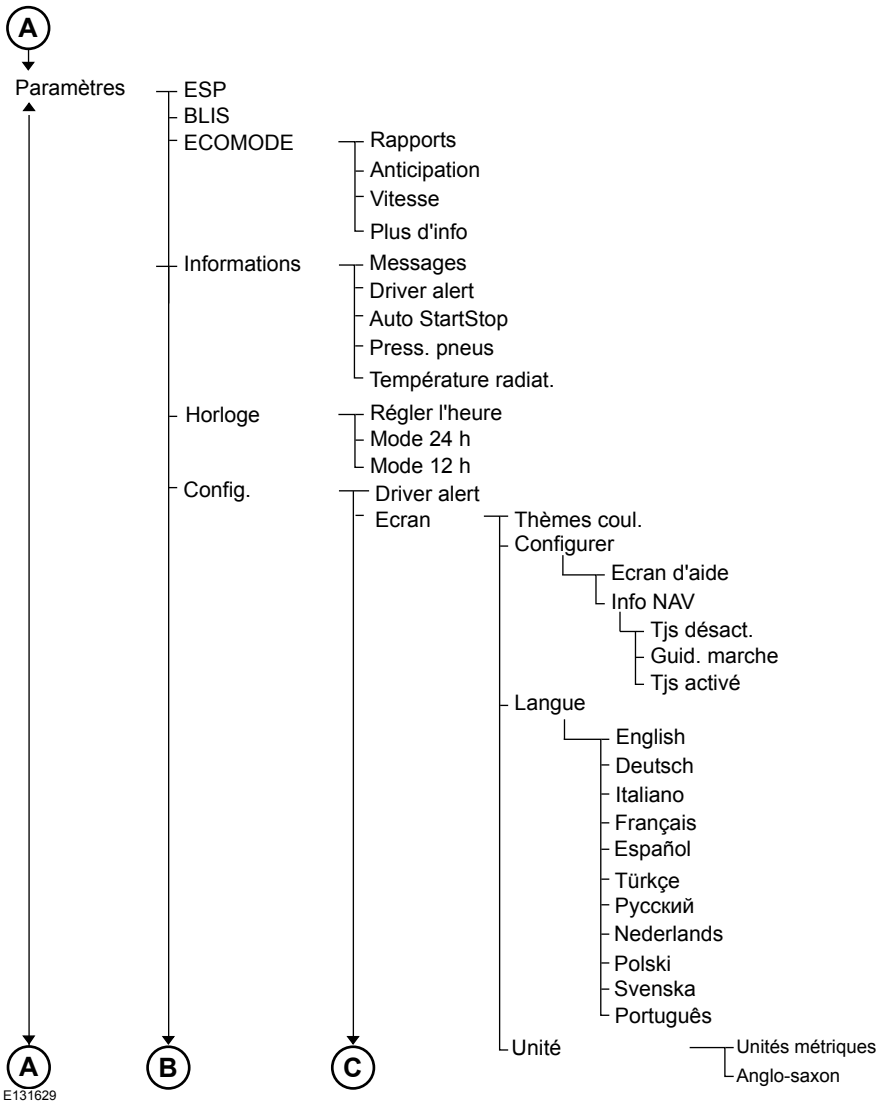 A
Paramètres
ESP
BLIS
ECOMODE
Rapports
Anticipation
Vitesse
Plus d'info
Informations
Messages
Driver alert
Auto StartStop
Press. pneus
Température radiat.
Horloge
Régler l'heure
Mode 24 h
Mode 12 h
Config.
Driver alert
Ecran
Thèmes coul.
Configurer
Ecran d'aide
Info NAV
Tjs désact.
Guid. marche
Tjs activé
Langue
English
Deutsch
Italiano
Français
Español
Türkçe
Русский
Nederlands
Polski
Svenska
Português
Unité
Unités métriques
Anglo-saxon
A
B
C
E131629